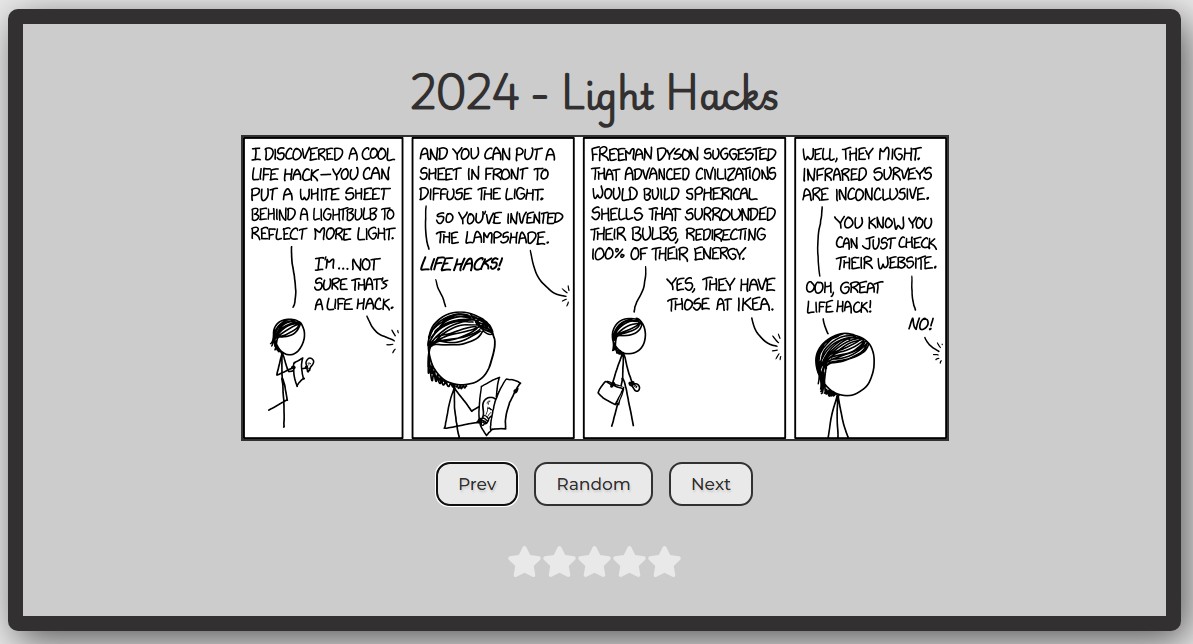 2024 - Light Hacks
I DISCOVERED A COOL
LIFE HACK—YOU CAN
PUT A WHITE SHEET
BEHIND A LIGHTBULB TO
REFLECT MORE LIGHT.
I'M...NOT
SURE THAT'S
A LIFE HACK.
AND YOU CAN PUT A
SHEET IN FRONT TO
DIFFUSE THE LIGHT.
SO YOU'VE INVENTED
THE LAMPSHADE.
LIFE HACKS!
FREEMAN DYSON SUGGESTED
THAT ADVANCED CIVILIZATIONS
WOULD BUILD SPHERICAL
SHELLS THAT SURROUNDED
THEIR BULBS, REDIRECTING
100% OF THEIR ENERGY.
YES, THEY HAVE
THOSE AT IKEA.
WELL, THEY MIGHT.
INFRARED SURVEYS
ARE INCONCLUSIVE.
YOU KNOW YOU
CAN JUST CHECK
THEIR WEBSITE.
OOH, GREAT
LIFE HACK!
NO!
Prev Random Next